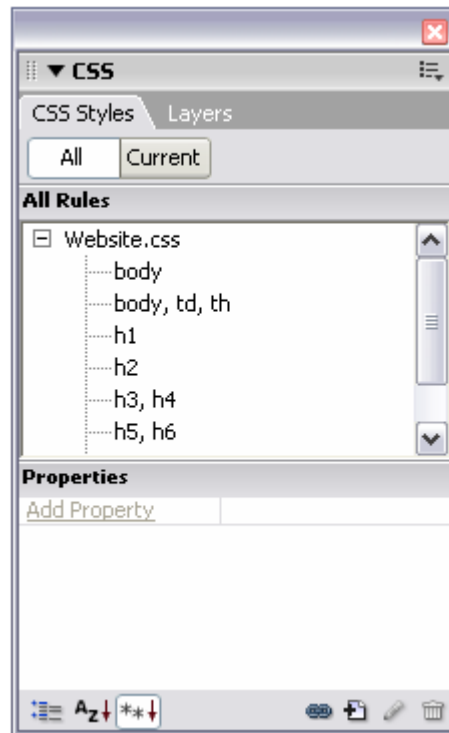 CSS
CSS Styles Layers
All Current
All Rules
Website.css
body
body, td, th
h1
h2
h3, h4
h5, h6
Properties
Add Property
AZ **